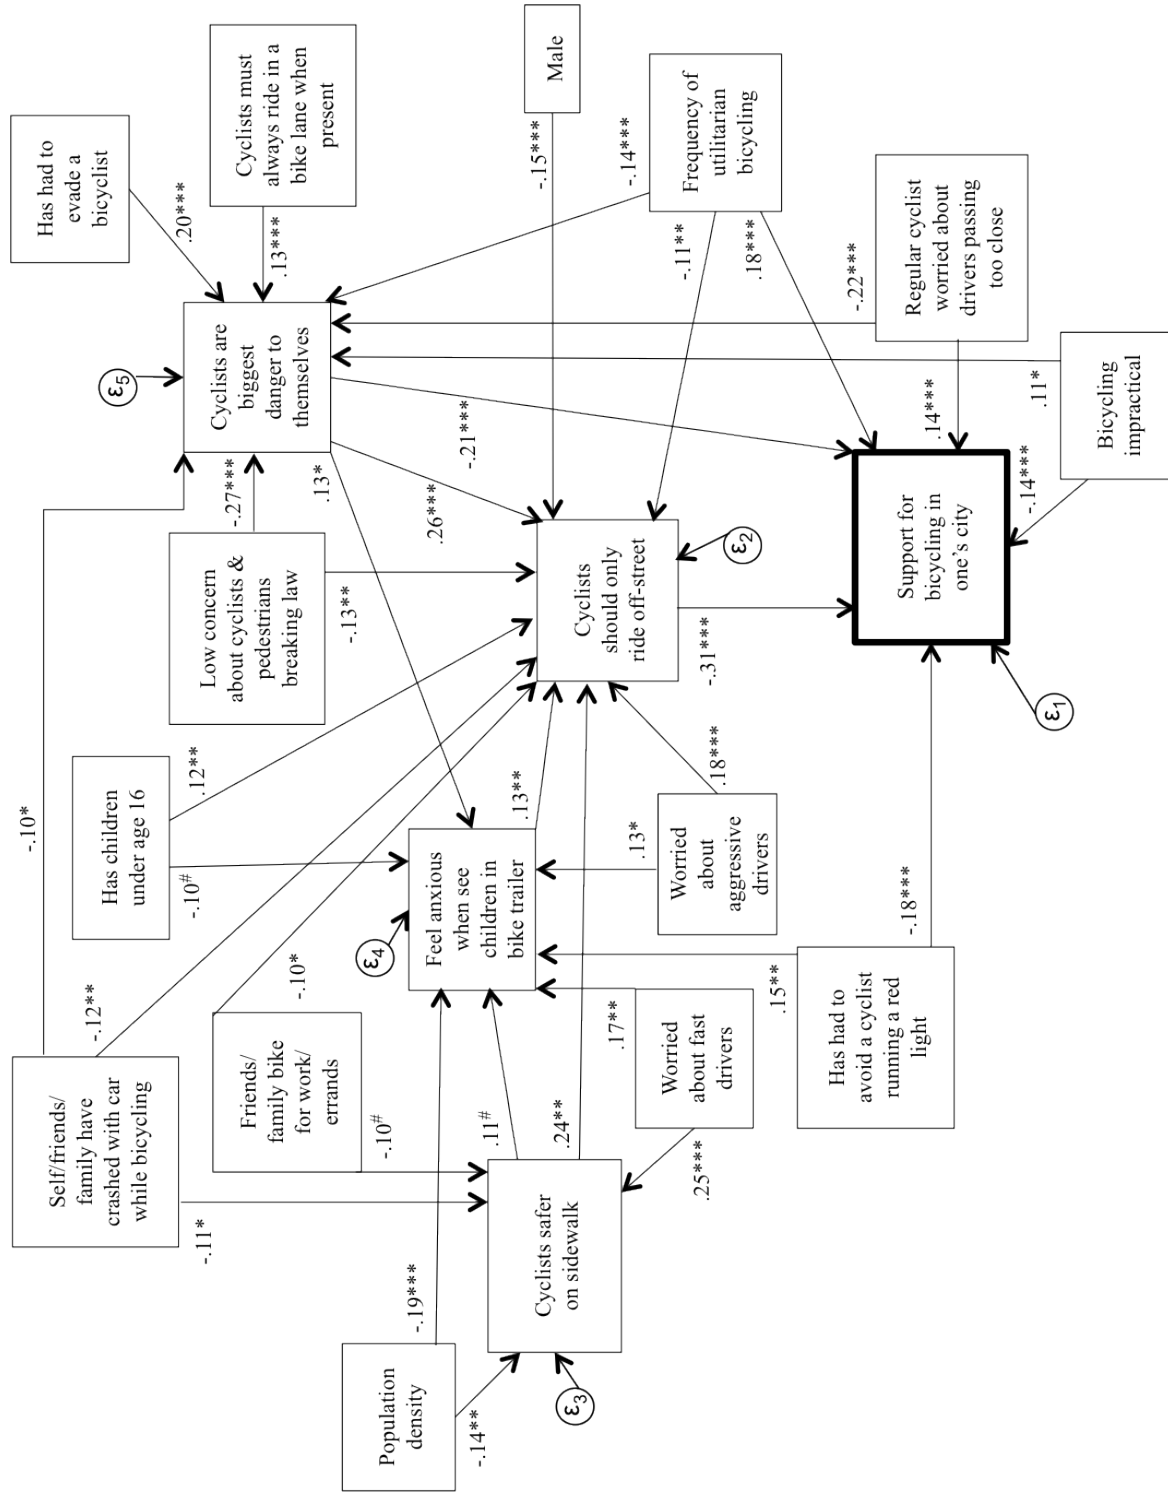 Self/friends/
family have
crashed with car
while bicycling
-.10*
-.12**
-.11*
Has children
under age 16
.12**
-.10#
Has had to
evade a
bicyclist
.20***
Cyclists must
always ride in a
bike lane when
present
.13***
ε5
Low concern
about cyclists &
pedestrians
breaking law
-.27***
-.13**
Cyclists are
biggest
danger to
themselves
.13*
.26***
-.21***
Friends/
family bike
for work/
errands
-.10*
-.10#
Population
density
-.19***
-.14**
ε4
Feel anxious
when see
children in
bike trailer
.13**
Male
-.15***
Frequency of
utilitarian
bicycling
-.14***
-.11**
.18***
Cyclists safer
on sidewalk
.11#
.24**
ε3
Cyclists
should only
ride off-street
-.31***
ε2
Worried
about fast
drivers
.17**
.25***
Worried
about
aggressive
drivers
.13*
.18***
Has had to
avoid a cyclist
running a red
light
.15**
-.18***
Regular cyclist
worried about
drivers passing
too close
-.22***
.14***
Support for
bicycling in
one's city
ε1
Bicycling
impractical
.11*
-.14***